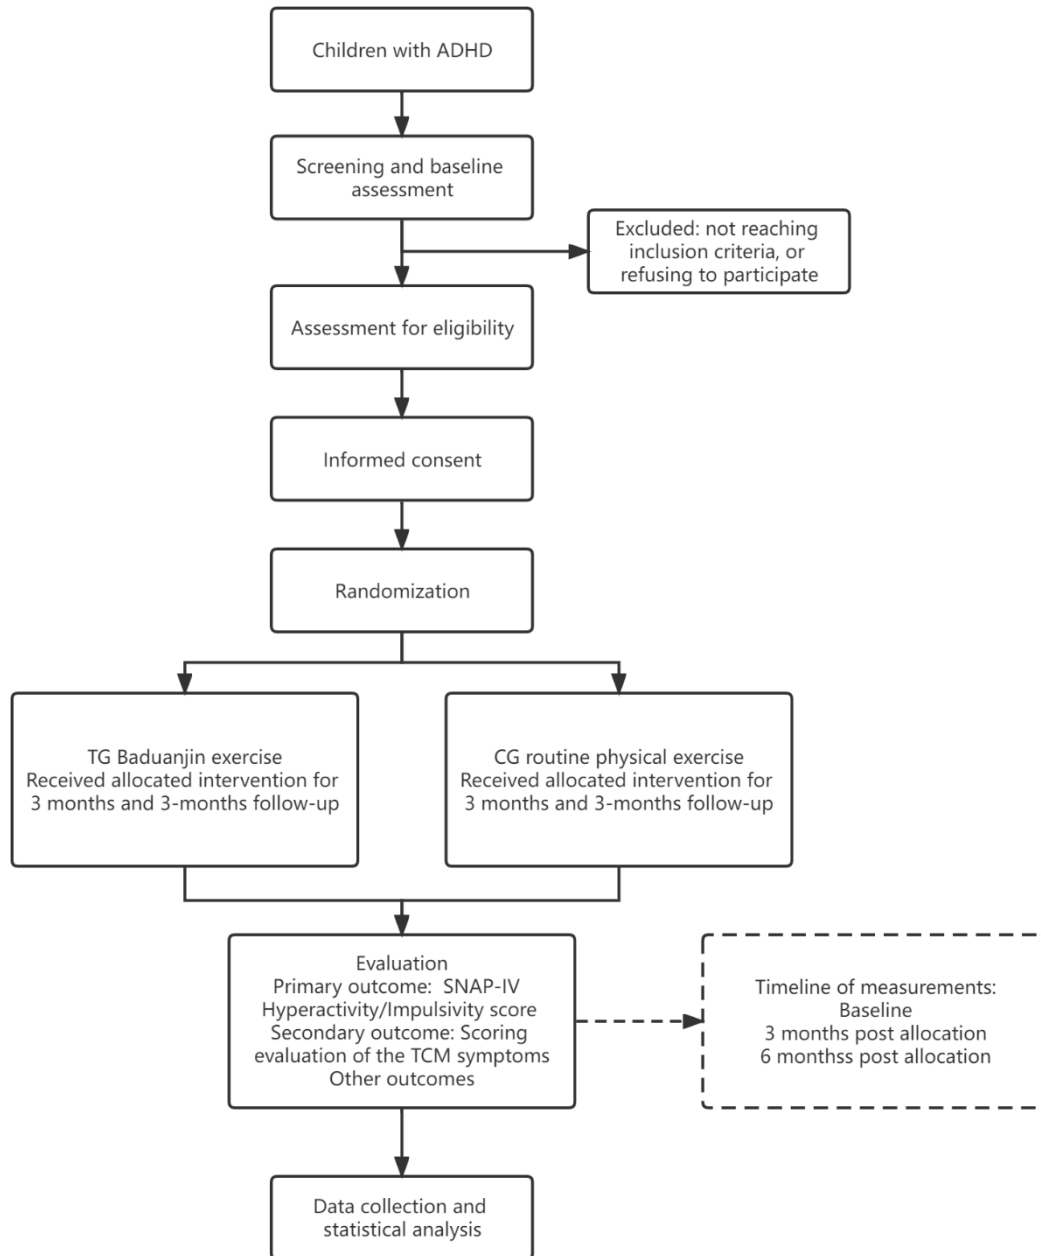 Children with ADHD
Screening and baseline
assessment
Excluded: not reaching
inclusion criteria, or
refusing to participate
Assessment for eligibility
Informed consent
Randomization
TG Baduanjin exercise
Received allocated intervention for
3 months and 3-months follow-up
CG routine physical exercise
Received allocated intervention for
3 months and 3-months follow-up
Evaluation
Primary outcome: SNAP-IV
Hyperactivity/Impulsivity score
Secondary outcome: Scoring
evaluation of the TCM symptoms
Other outcomes
Timeline of measurements:
Baseline
3 months post allocation
6 monthss post allocation
Data collection and
statistical analysis